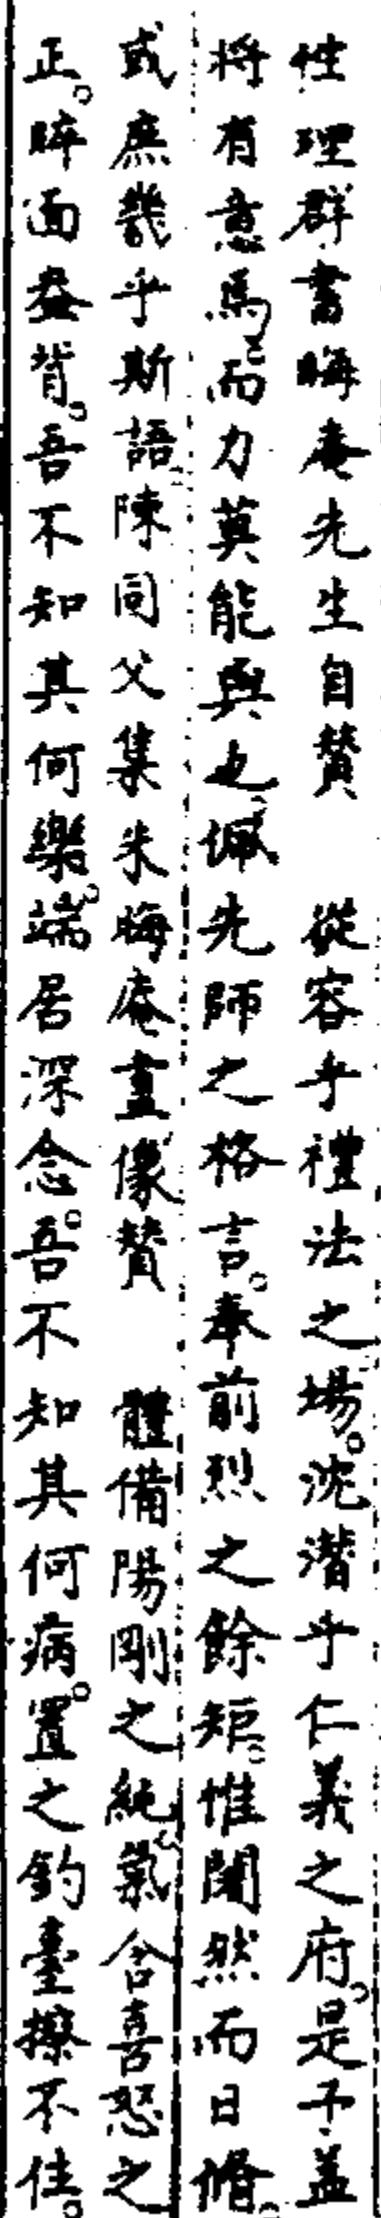 性理群書晦庵先生自贊　從容乎禮法之場。沈潛乎仁義之府。是予蓋
将有意焉。而力莫能與也。佩先師之格言。奉前烈之餘矩。惟闇然而日脩。
或庶幾乎斯語。陳同父集朱晦庵畫像贊　體備陽剛之純。氣含喜怒之
正。睟面盎背。吾不知其何樂。端居深念。吾不知其何病。置之釣臺捺不住。